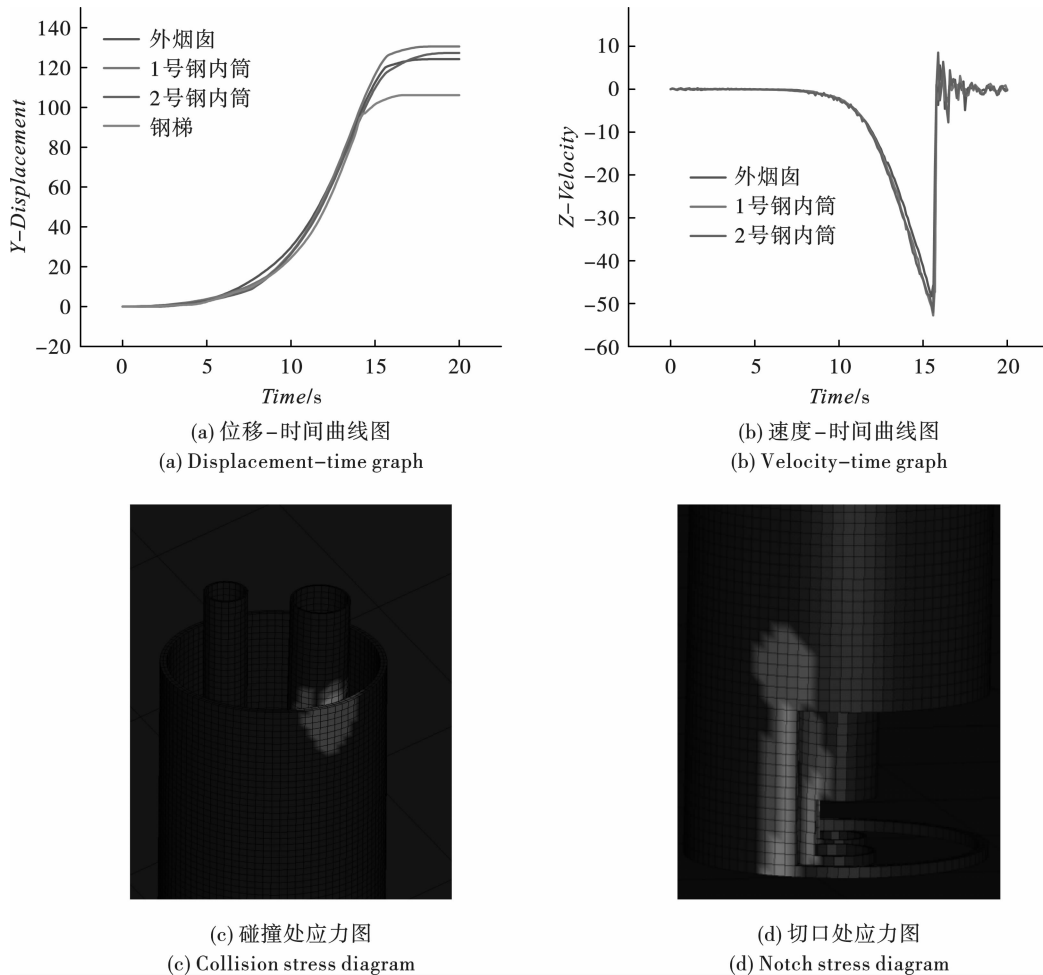 140
120
100
80
60
40
20
0
-20
Y-Displacement
外烟囱
1号钢内筒
2号钢内筒
钢梯
0 5 10 15 20
Time/s
(a) 位移-时间曲线图
(a) Displacement-time graph
10
0
-10
-20
-30
-40
-50
-60
Z-Velocity
外烟囱
1号钢内筒
2号钢内筒
0 5 10 15 20
Time/s
(b) 速度-时间曲线图
(b) Velocity-time graph
(c) 碰撞处应力图
(c) Collision stress diagram
(d) 切口处应力图
(d) Notch stress diagram